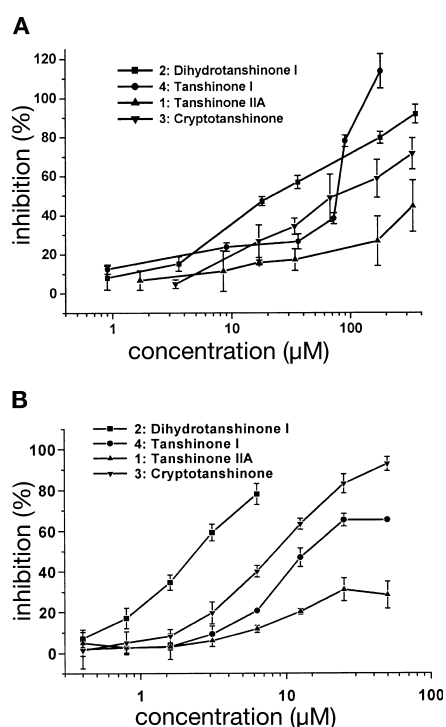 A
120
100
80
60
40
20
0
inhibition (%)
2: Dihydrotanshinone I
4: Tanshinone I
1: Tanshinone IIA
3: Cryptotanshinone
1
10
100
concentration (µM)
B
100
80
60
40
20
0
inhibition (%)
2: Dihydrotanshinone I
4: Tanshinone I
1: Tanshinone IIA
3: Cryptotanshinone
1
10
100
concentration (µM)